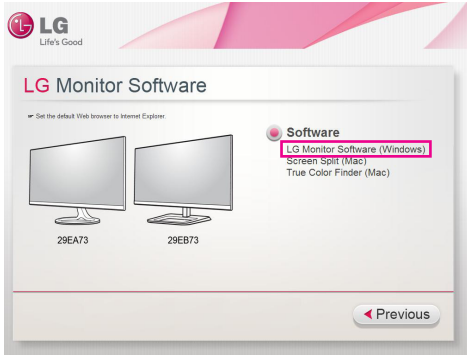 LG
Life's Good
LG Monitor Software
☞ Set the default Web browser to Internet Explorer.
Software
LG Monitor Software (Windows)
Screen Split (Mac)
True Color Finder (Mac)
29EA73
29EB73
Previous